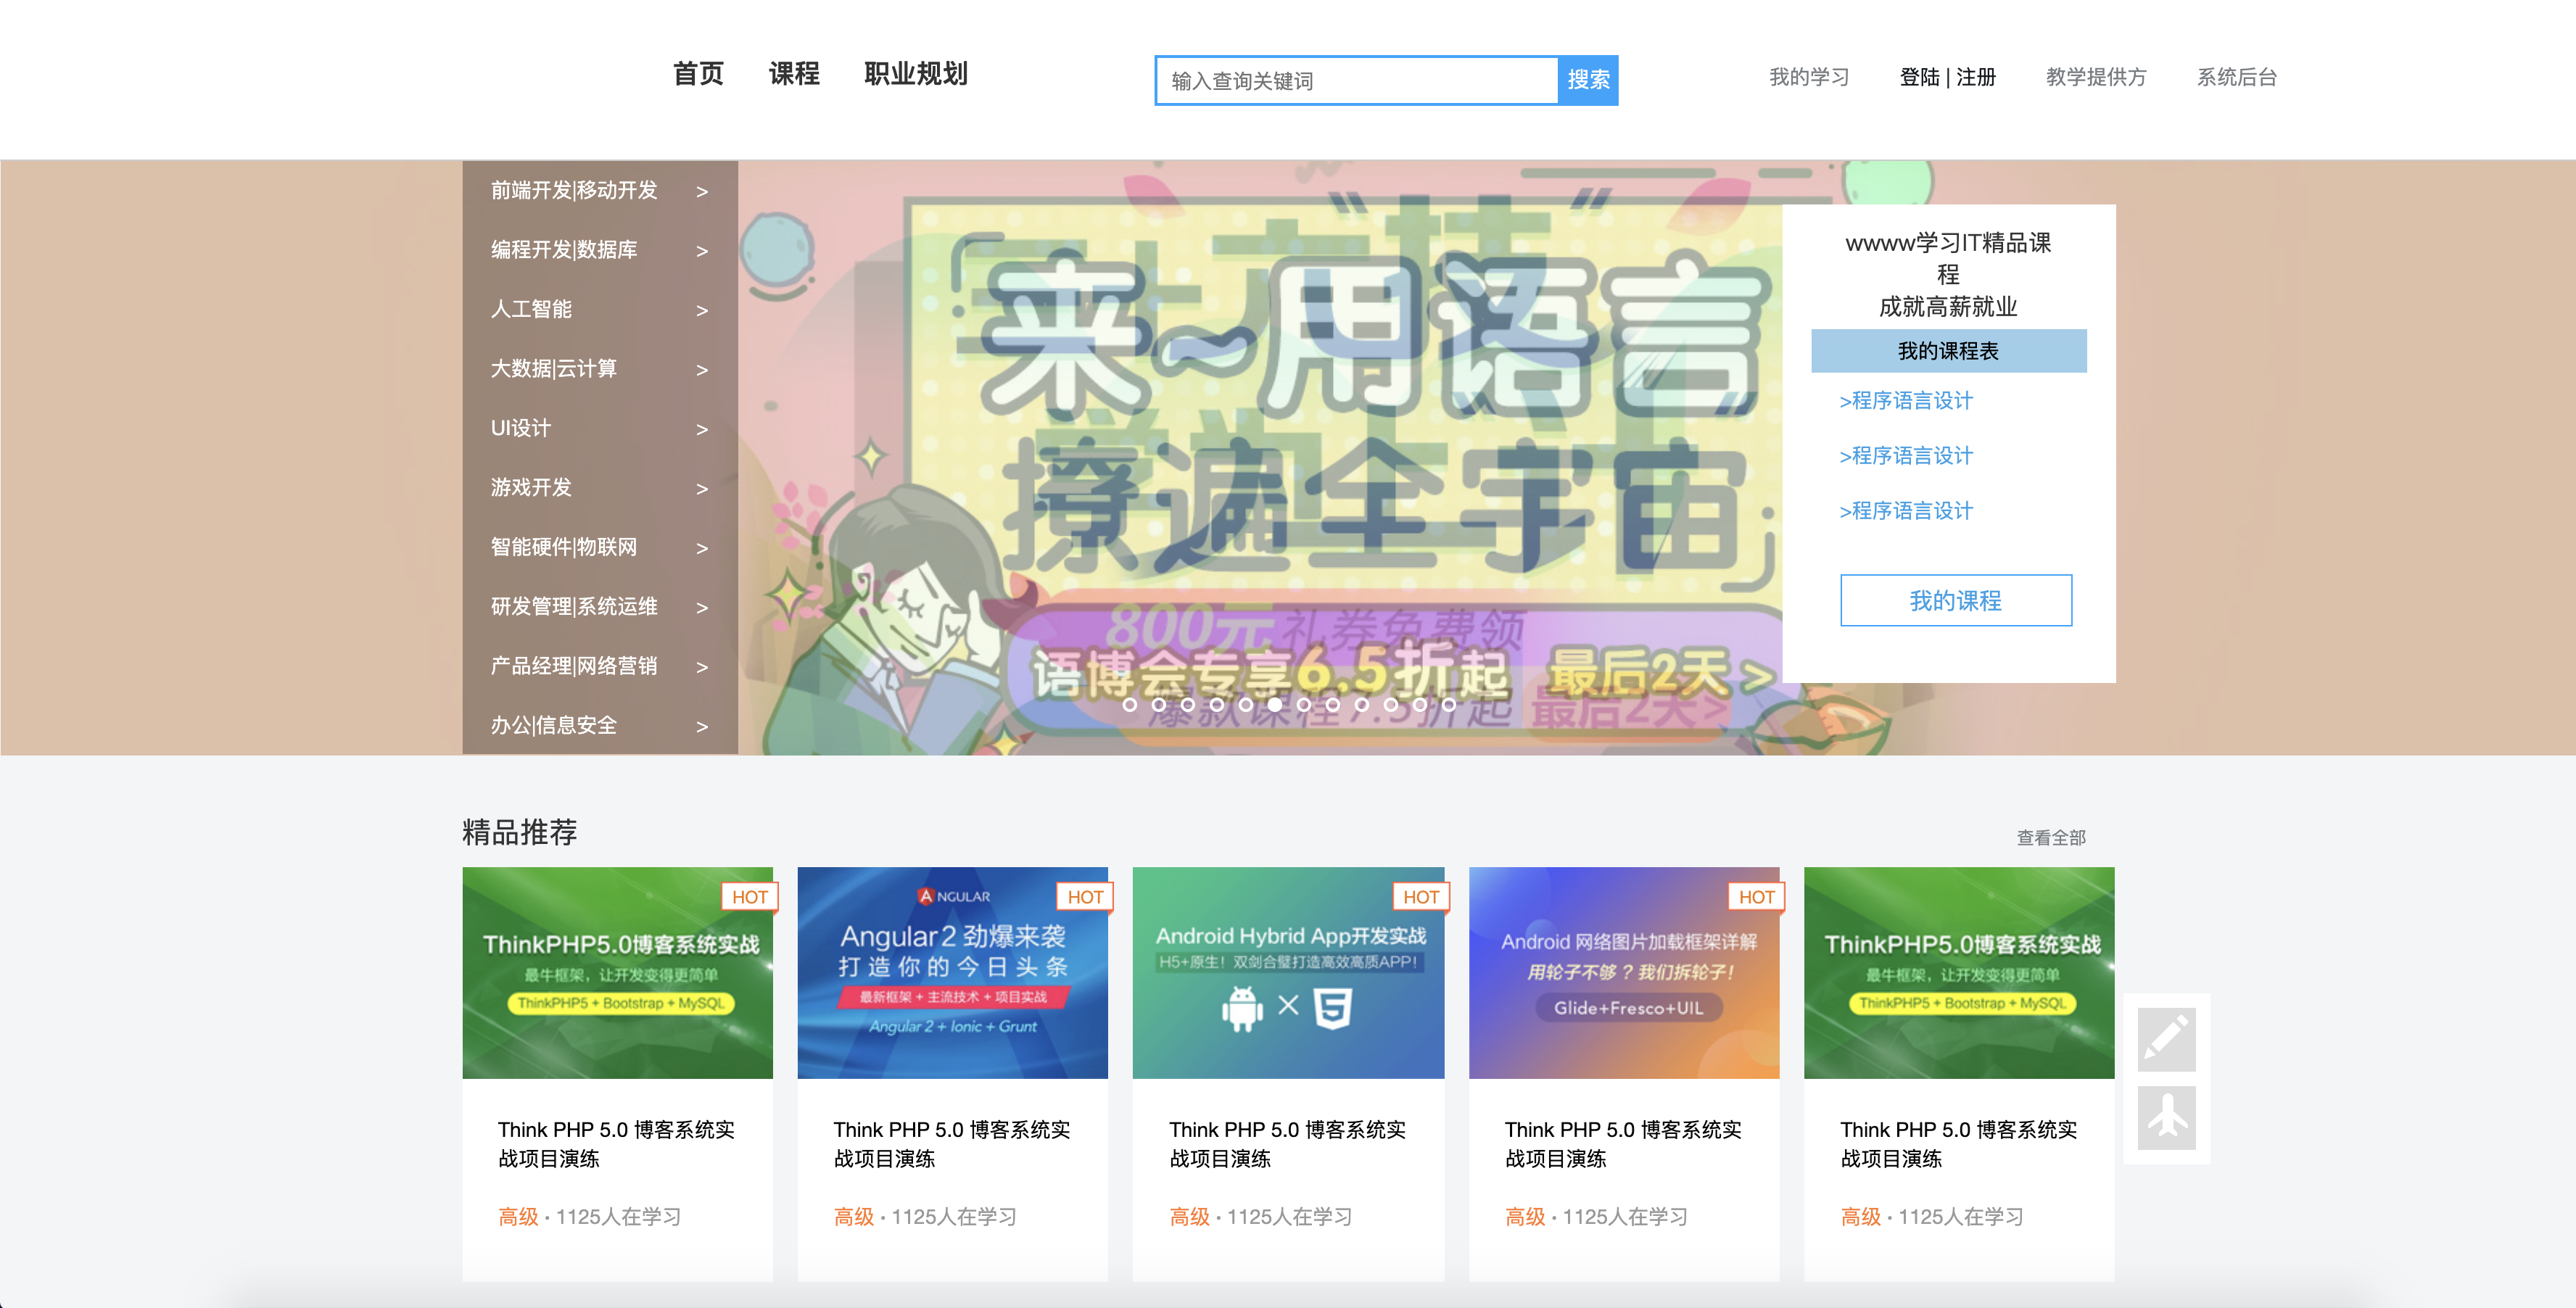 首页 课程 职业规划
输入查询关键词 搜索
我的学习 登陆 | 注册 教学提供方 系统后台
前端开发|移动开发 >
编程开发|数据库 >
人工智能 >
大数据|云计算 >
UI设计 >
游戏开发 >
智能硬件|物联网 >
研发管理|系统运维 >
产品经理|网络营销 >
办公|信息安全 >
来~用语言
撩遍全宇宙
800元礼券免费领
语博会专享6.5折起 最后2天 >
爆款课程7.5折起 最后2天>
wwww学习IT精品课
程
成就高薪就业
我的课程表
>程序语言设计
>程序语言设计
>程序语言设计
我的课程
精品推荐
查看全部
HOT
ThinkPHP5.0博客系统实战
最牛框架，让开发变得更简单
ThinkPHP5 + Bootstrap + MySQL
Think PHP 5.0 博客系统实
战项目演练
高级 · 1125人在学习
HOT
ANGULAR
Angular2 劲爆来袭
打造你的今日头条
最新框架 + 主流技术 + 项目实战
Angular 2 + Ionic + Grunt
Think PHP 5.0 博客系统实
战项目演练
高级 · 1125人在学习
HOT
Android Hybrid App开发实战
H5+原生！双剑合璧打造高效高质APP！
Think PHP 5.0 博客系统实
战项目演练
高级 · 1125人在学习
HOT
Android 网络图片加载框架详解
用轮子不够？我们拆轮子！
Glide+Fresco+UIL
Think PHP 5.0 博客系统实
战项目演练
高级 · 1125人在学习
ThinkPHP5.0博客系统实战
最牛框架，让开发变得更简单
ThinkPHP5 + Bootstrap + MySQL
Think PHP 5.0 博客系统实
战项目演练
高级 · 1125人在学习